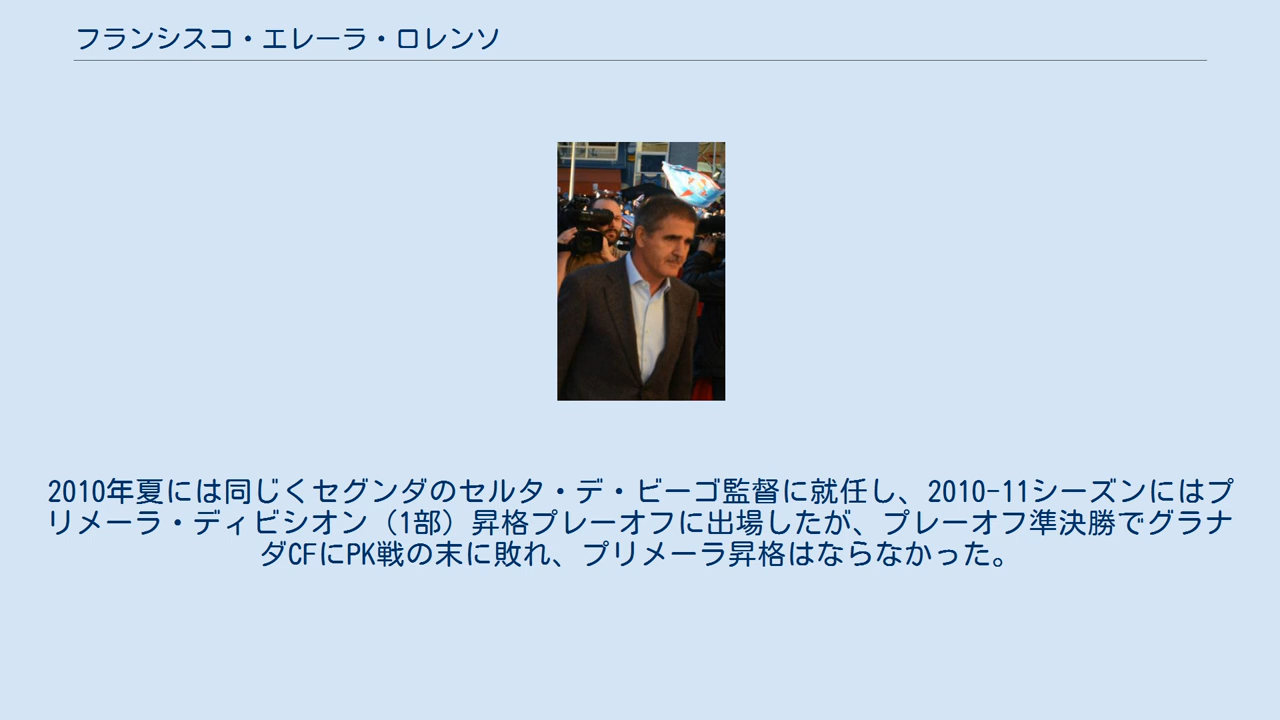 フランシスコ・エレーラ・ロレンソ
2010年夏には同じくセグンダのセルタ・デ・ビーゴ監督に就任し、2010-11シーズンにはプ
リメーラ・ディビシオン（1部）昇格プレーオフに出場したが、プレーオフ準決勝でグラナ
ダCFにPK戦の末に敗れ、プリメーラ昇格はならなかった。